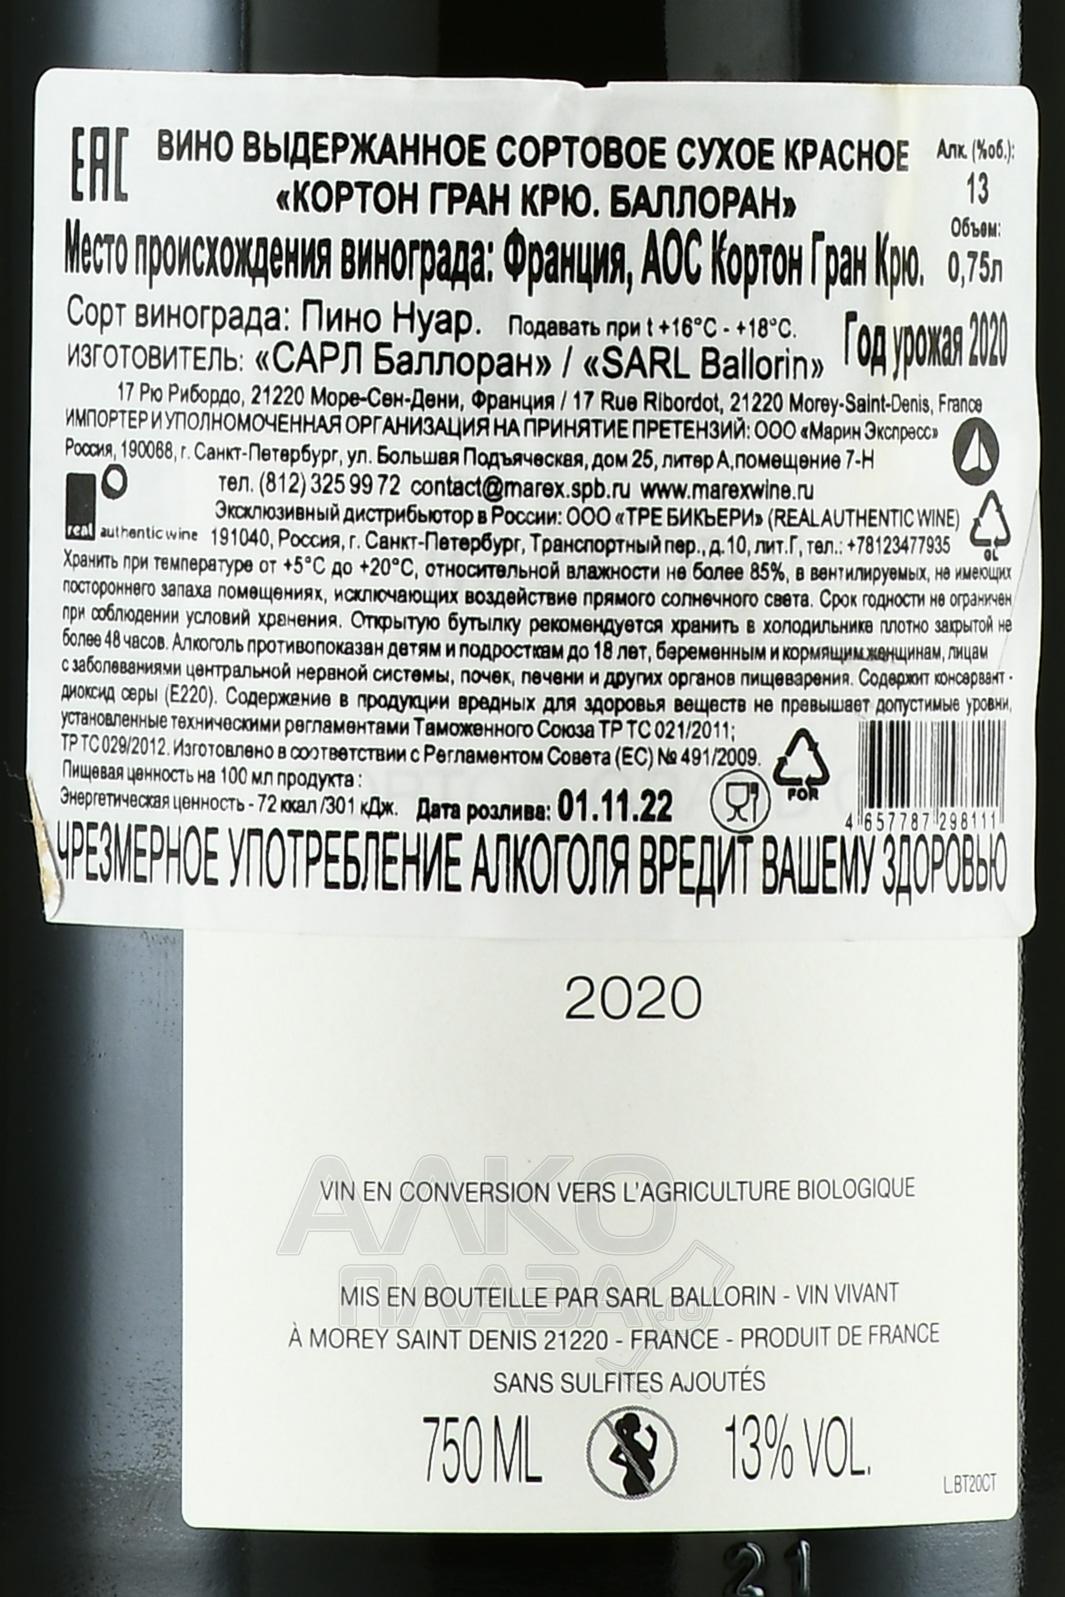 ЕАС
ВИНО ВЫДЕРЖАННОЕ СОРТОВОЕ СУХОЕ КРАСНОЕ
«КОРТОН ГРАН КРЮ. БАЛЛОРАН»
Алк. (%об.):
13
Объем:
0,75л
Место происхождения винограда: Франция, АОС Кортон Гран Крю.
Сорт винограда: Пино Нуар. Подавать при t +16°C - +18°C.
Год урожая 2020
ИЗГОТОВИТЕЛЬ: «САРЛ Баллоран» / «SARL Ballorin»
17 Рю Рибордо, 21220 Море-Сен-Дени, Франция / 17 Rue Ribordot, 21220 Morey-Saint-Denis, France
ИМПОРТЕР И УПОЛНОМОЧЕННАЯ ОРГАНИЗАЦИЯ НА ПРИНЯТИЕ ПРЕТЕНЗИЙ: ООО «Марин Экспресс»
Россия, 190068, г. Санкт-Петербург, ул. Большая Подъяческая, дом 25, литер А, помещение 7-Н
тел. (812) 325 99 72 contact@marex.spb.ru www.marexwine.ru
Эксклюзивный дистрибьютор в России: ООО «ТРЕ БИКЪЕРИ» (REAL AUTHENTIC WINE)
real authentic wine
191040, Россия, г. Санкт-Петербург, Транспортный пер., д. 10, лит.Г, тел.: +78123477935
GL
Хранить при температуре от +5°C до +20°C, относительной влажности не более 85%, в вентилируемых, не имеющих
постороннего запаха помещениях, исключающих воздействие прямого солнечного света. Срок годности не ограничен
при соблюдении условий хранения. Открытую бутылку рекомендуется хранить в холодильнике плотно закрытой не
более 48 часов. Алкоголь противопоказан детям и подросткам до 18 лет, беременным и кормящим женщинам, лицам
с заболеваниями центральной нервной системы, почек, печени и других органов пищеварения. Содержит консервант -
диоксид серы (Е220). Содержание в продукции вредных для здоровья веществ не превышает допустимые уровни,
установленные техническими регламентами Таможенного Союза ТР ТС 021/2011;
ТР ТС 029/2012. Изготовлено в соответствии с Регламентом Совета (ЕС) № 491/2009.
Пищевая ценность на 100 мл продукта :
Энергетическая ценность - 72 ккал /301 кДж. Дата розлива: 01.11.22
FOR
4 657787 298111
ЧРЕЗМЕРНОЕ УПОТРЕБЛЕНИЕ АЛКОГОЛЯ ВРЕДИТ ВАШЕМУ ЗДОРОВЬЮ
2020
VIN EN CONVERSION VERS L'AGRICULTURE BIOLOGIQUE
АЛКО
ПЛАЗА.ru
MIS EN BOUTEILLE PAR SARL BALLORIN - VIN VIVANT
À MOREY SAINT DENIS 21220 - FRANCE - PRODUIT DE FRANCE
SANS SULFITES AJOUTÉS
750 ML 13% VOL.
L.BT20CT
21